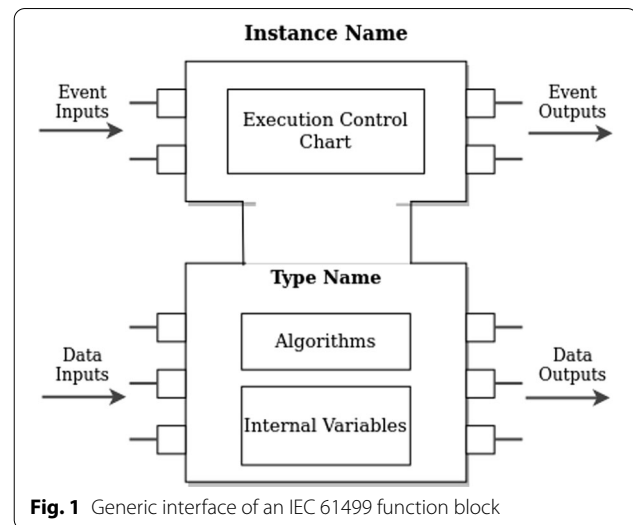 Instance Name
Event
Inputs
Execution Control
Chart
Event
Outputs
Type Name
Algorithms
Data
Inputs
Data
Outputs
Internal Variables
Fig. 1 Generic interface of an IEC 61499 function block